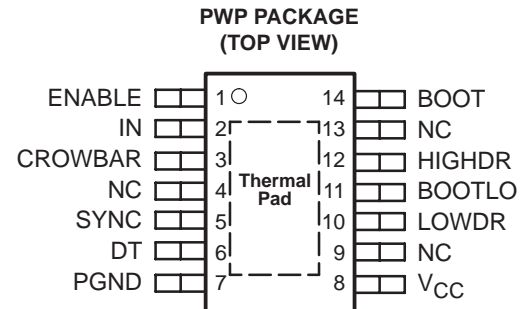 PWP PACKAGE
(TOP VIEW)
ENABLE 1 14 BOOT
IN 2 13 NC
CROWBAR 3 12 HIGHDR
NC 4 Thermal Pad 11 BOOTLO
SYNC 5 10 LOWDR
DT 6 9 NC
PGND 7 8 VCC